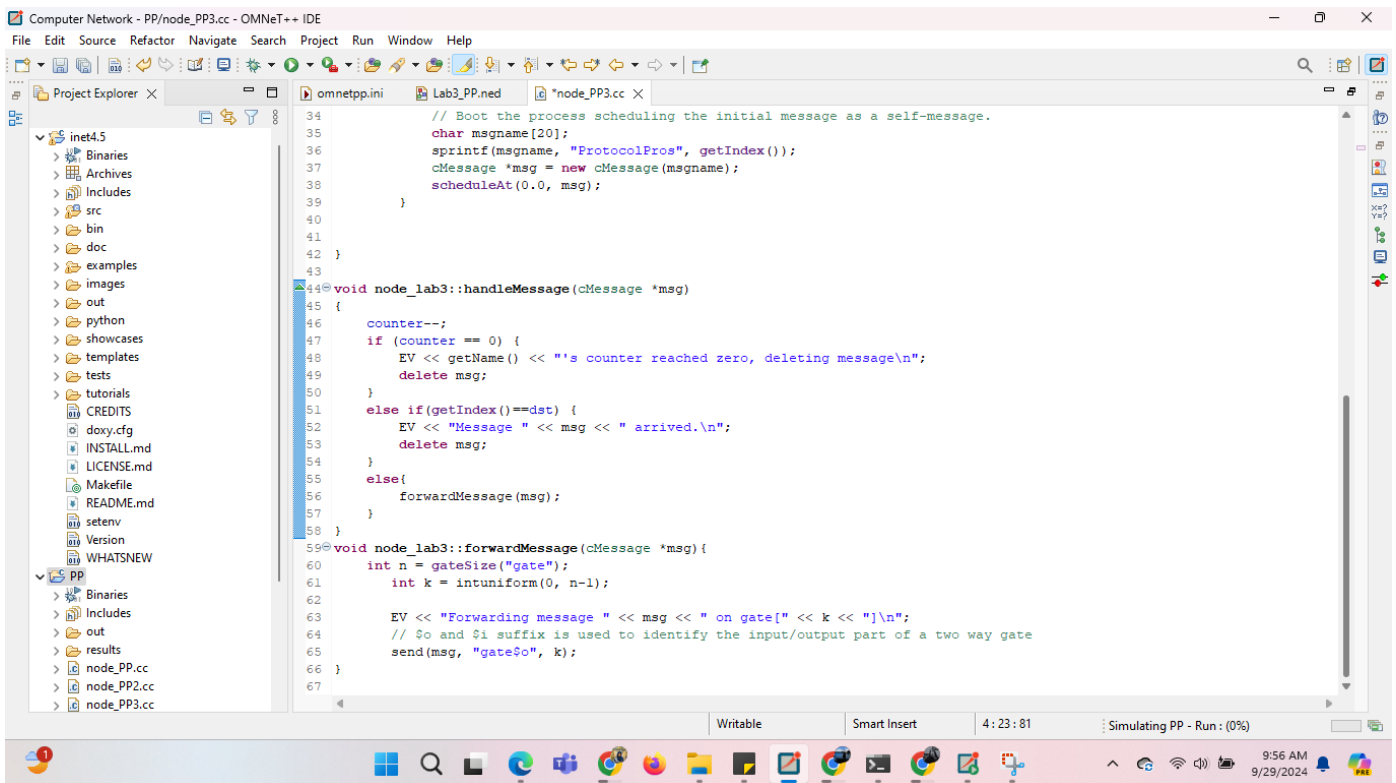 Computer Network - PP/node_PP3.cc - OMNeT++ IDE
File Edit Source Refactor Navigate Search Project Run Window Help
Project Explorer
omnetpp.ini Lab3_PP.ned *node_PP3.cc
inet4.5
Binaries
Archives
Includes
src
bin
doc
examples
images
out
python
showcases
templates
tests
tutorials
CREDITS
doxy.cfg
INSTALL.md
LICENSE.md
Makefile
README.md
setenv
Version
WHATSNEW
PP
Binaries
Includes
out
results
node_PP.cc
node_PP2.cc
node_PP3.cc
34 // Boot the process scheduling the initial message as a self-message.
35 char msgname[20];
36 sprintf(msgname, "ProtocolPros", getIndex());
37 cMessage *msg = new cMessage(msgname);
38 scheduleAt(0.0, msg);
39 }
40
41
42 }
43
44 void node_lab3::handleMessage(cMessage *msg)
45 {
46 counter--;
47 if (counter == 0) {
48 EV << getName() << "'s counter reached zero, deleting message\n";
49 delete msg;
50 }
51 else if(getIndex()==dst) {
52 EV << "Message " << msg << " arrived.\n";
53 delete msg;
54 }
55 else{
56 forwardMessage(msg);
57 }
58 }
59 void node_lab3::forwardMessage(cMessage *msg){
60 int n = gateSize("gate");
61 int k = intuniform(0, n-1);
62
63 EV << "Forwarding message " << msg << " on gate[" << k << "]\n";
64 // $o and $i suffix is used to identify the input/output part of a two way gate
65 send(msg, "gate$o", k);
66 }
67
Writable Smart Insert 4 : 23 : 81 Simulating PP - Run : (0%)
1
9:56 AM
9/29/2024
PRE